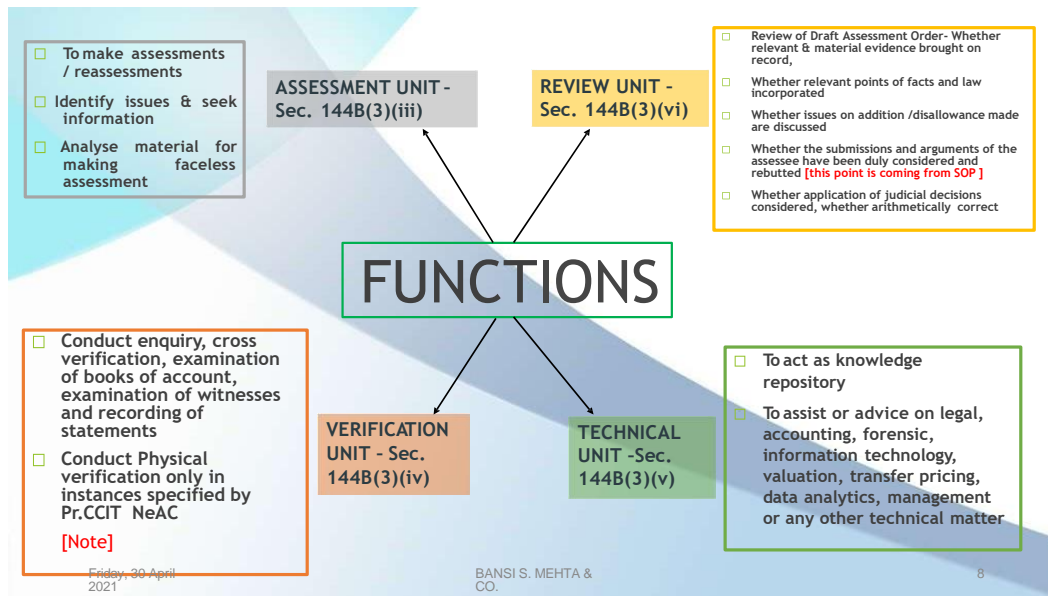 To make assessments
/ reassessments
Identify issues & seek
information
Analyse material for
making faceless
assessment
ASSESSMENT UNIT –
Sec. 144B(3)(iii)
REVIEW UNIT –
Sec. 144B(3)(vi)
Review of Draft Assessment Order- Whether
relevant & material evidence brought on
record,
Whether relevant points of facts and law
incorporated
Whether issues on addition /disallowance made
are discussed
Whether the submissions and arguments of the
assessee have been duly considered and
rebutted [this point is coming from SOP ]
Whether application of judicial decisions
considered, whether arithmetically correct
FUNCTIONS
Conduct enquiry, cross
verification, examination
of books of account,
examination of witnesses
and recording of
statements
Conduct Physical
verification only in
instances specified by
Pr.CCIT NeAC
[Note]
VERIFICATION
UNIT – Sec.
144B(3)(iv)
TECHNICAL
UNIT –Sec.
144B(3)(v)
To act as knowledge
repository
To assist or advice on legal,
accounting, forensic,
information technology,
valuation, transfer pricing,
data analytics, management
or any other technical matter
Friday, 30 April
2021
BANSI S. MEHTA &
CO.
8